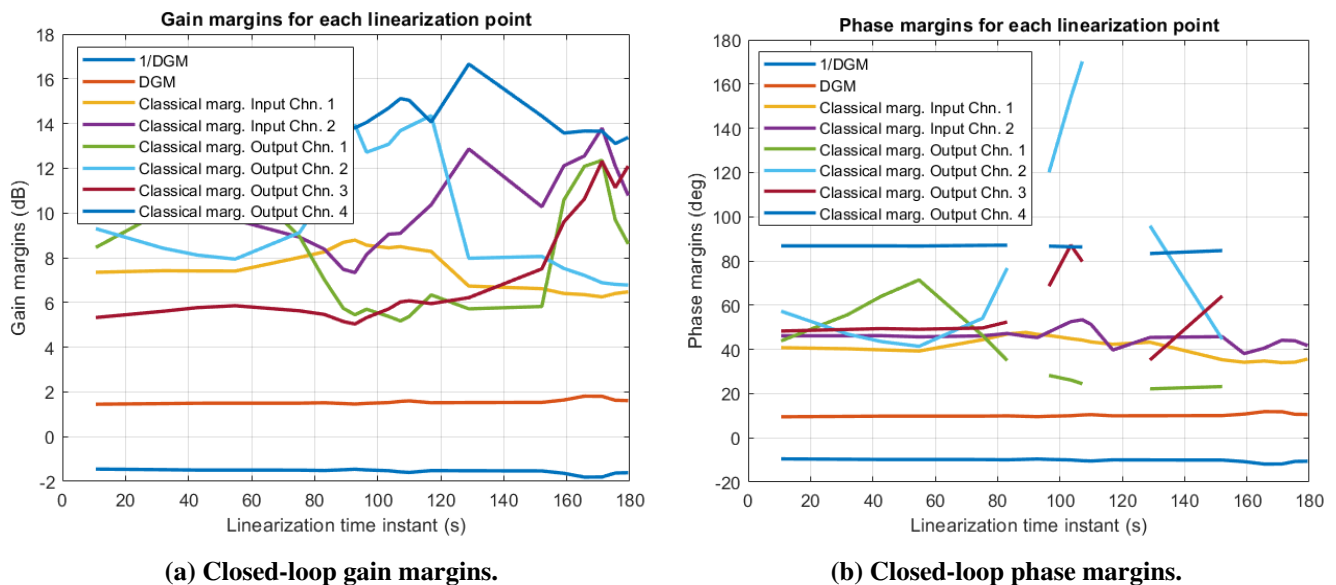 Gain margins for each linearization point
18
16
14
12
10
8
6
4
2
0
-2
Gain margins (dB)
1/DGM
DGM
Classical marg. Input Chn. 1
Classical marg. Input Chn. 2
Classical marg. Output Chn. 1
Classical marg. Output Chn. 2
Classical marg. Output Chn. 3
Classical marg. Output Chn. 4
0 20 40 60 80 100 120 140 160 180
Linearization time instant (s)
(a) Closed-loop gain margins.
Phase margins for each linearization point
180
160
140
120
100
80
60
40
20
0
-20
Phase margins (deg)
1/DGM
DGM
Classical marg. Input Chn. 1
Classical marg. Input Chn. 2
Classical marg. Output Chn. 1
Classical marg. Output Chn. 2
Classical marg. Output Chn. 3
Classical marg. Output Chn. 4
0 20 40 60 80 100 120 140 160 180
Linearization time instant (s)
(b) Closed-loop phase margins.